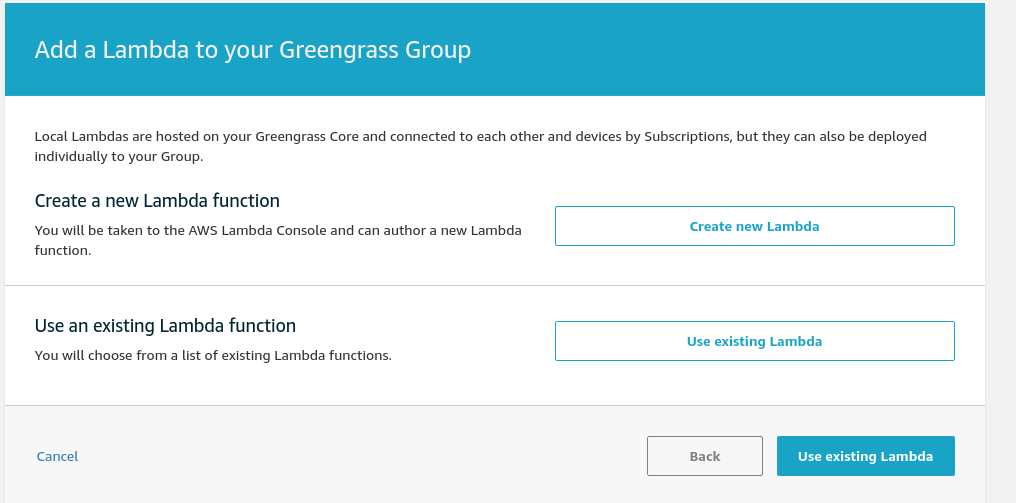 Add a Lambda to your Greengrass Group
Local Lambdas are hosted on your Greengrass Core and connected to each other and devices by Subscriptions, but they can also be deployed
individually to your Group.
Create a new Lambda function
You will be taken to the AWS Lambda Console and can author a new Lambda
function.
Create new Lambda
Use an existing Lambda function
You will choose from a list of existing Lambda functions.
Use existing Lambda
Cancel
Back
Use existing Lambda